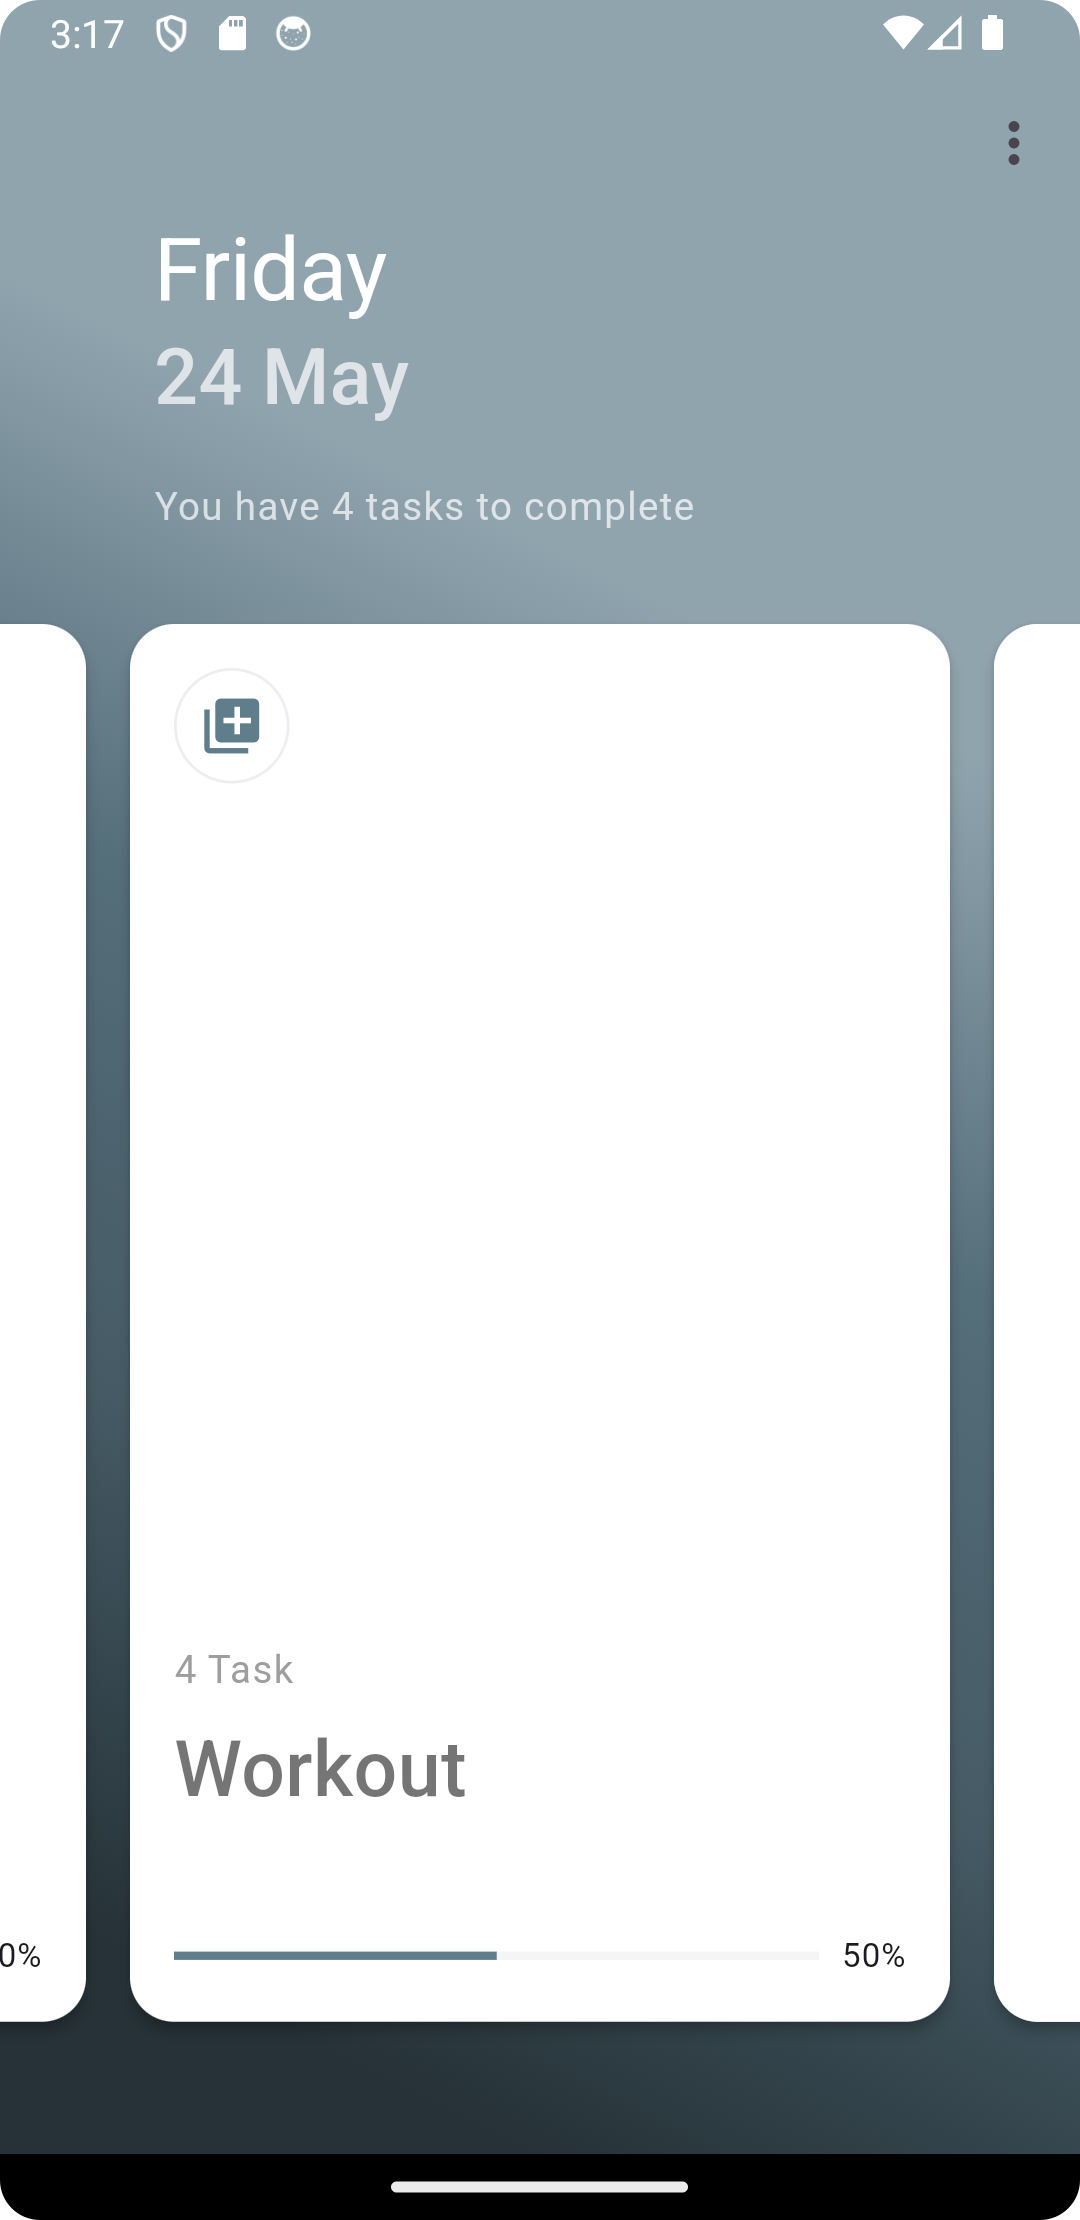 3:17
Friday
24 May
You have 4 tasks to complete
4 Task
Workout
0%
50%